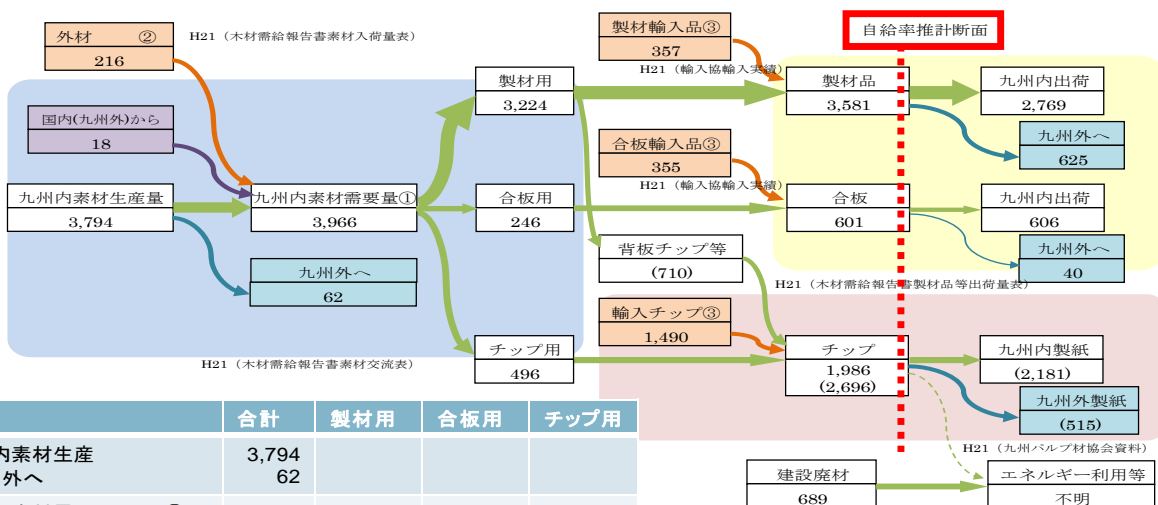 外材 ②
216
H21（木材需給報告書素材入荷量表）
製材輸入品③
357
H21（輸入協輸入実績）
自給率推計断面
国内(九州外)から
18
製材用
3,224
製材品
3,581
九州内出荷
2,769
九州外へ
625
合板輸入品③
355
H21（輸入協輸入実績）
九州内素材生産量
3,794
九州内素材需要量①
3,966
合板用
246
合板
601
九州内出荷
606
九州外へ
40
九州外へ
62
背板チップ等
(710)
H21（木材需給報告書製材品等出荷量表）
輸入チップ③
1,490
H21（木材需給報告書素材交流表）
チップ用
496
チップ
1,986
(2,696)
九州内製紙
(2,181)
九州外製紙
(515)
H21（九州パルプ材協会資料）
建設廃材
689
エネルギー利用等
不明
合計 製材用 合板用 チップ用
内素材生産 3,794
外へ 62